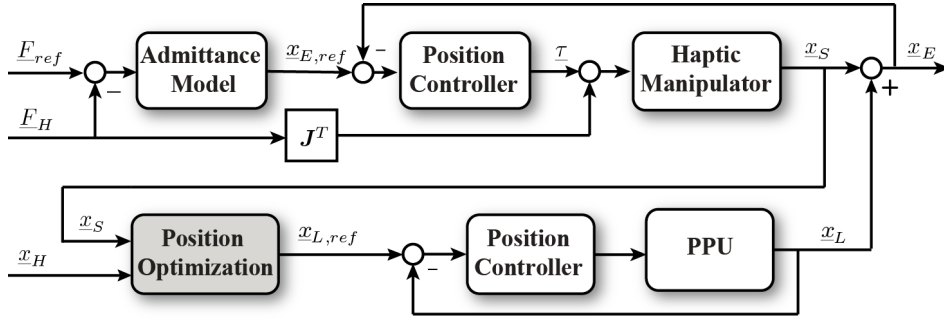 F_ref
-
Admittance
Model
x_E,ref
-
Position
Controller
τ
Haptic
Manipulator
x_S
+
x_E
F_H
J^T
x_S
x_H
Position
Optimization
x_L,ref
-
Position
Controller
PPU
x_L